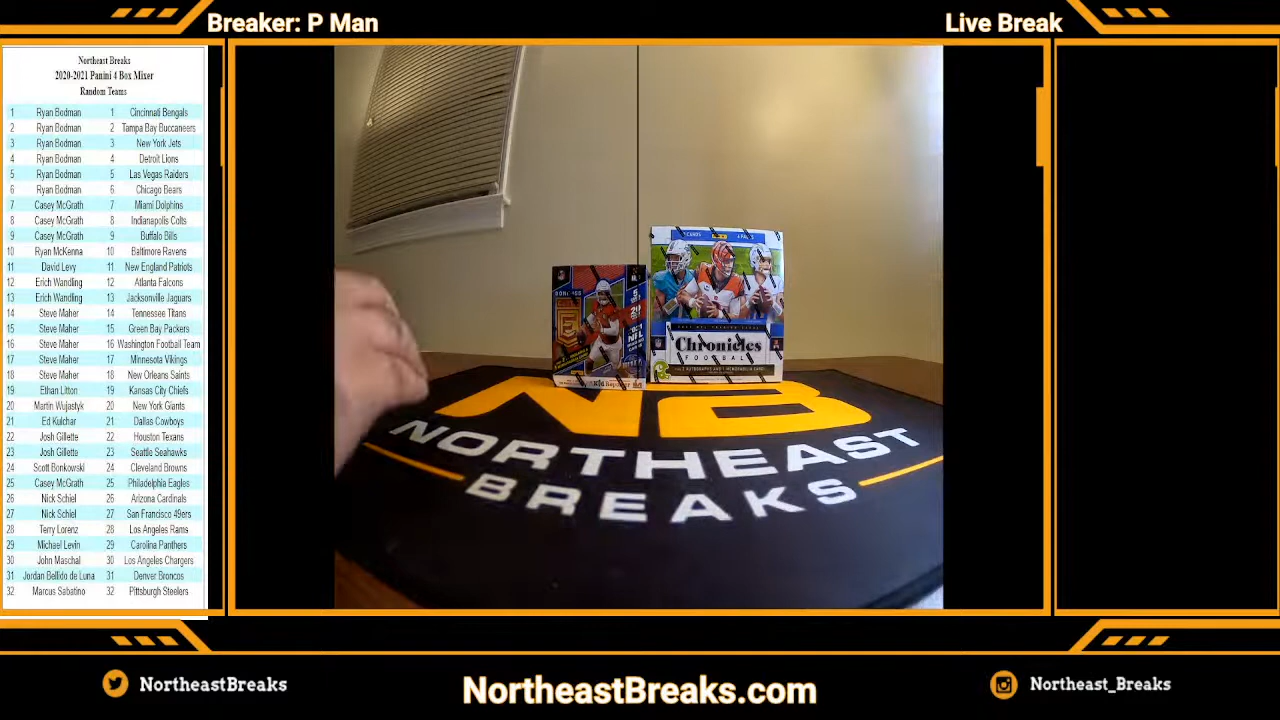 Breaker: P Man
Live Break
Northeast Breaks
2020-2021 Panini 4 Box Mixer
Random Teams
1 Ryan Bodman 1 Cincinnati Bengals
2 Ryan Bodman 2 Tampa Bay Buccaneers
3 Ryan Bodman 3 New York Jets
4 Ryan Bodman 4 Detroit Lions
5 Ryan Bodman 5 Las Vegas Raiders
6 Ryan Bodman 6 Chicago Bears
7 Casey McGrath 7 Miami Dolphins
8 Casey McGrath 8 Indianapolis Colts
9 Casey McGrath 9 Buffalo Bills
10 Ryan McKenna 10 Baltimore Ravens
11 David Levy 11 New England Patriots
12 Erich Wandling 12 Atlanta Falcons
13 Erich Wandling 13 Jacksonville Jaguars
14 Steve Maher 14 Tennessee Titans
15 Steve Maher 15 Green Bay Packers
16 Steve Maher 16 Washington Football Team
17 Steve Maher 17 Minnesota Vikings
18 Steve Maher 18 New Orleans Saints
19 Ethan Litton 19 Kansas City Chiefs
20 Martin Wujastyk 20 New York Giants
21 Ed Kulchar 21 Dallas Cowboys
22 Josh Gillette 22 Houston Texans
23 Josh Gillette 23 Seattle Seahawks
24 Scott Bonkowski 24 Cleveland Browns
25 Casey McGrath 25 Philadelphia Eagles
26 Nick Schiel 26 Arizona Cardinals
27 Nick Schiel 27 San Francisco 49ers
28 Terry Lorenz 28 Los Angeles Rams
29 Michael Levin 29 Carolina Panthers
30 John Maschal 30 Los Angeles Chargers
31 Jordan Bellido de Luna 31 Denver Broncos
32 Marcus Sabatino 32 Pittsburgh Steelers
Chronicles
FOOTBALL
NB
NORTHEAST
BREAKS
NortheastBreaks
NortheastBreaks.com
Northeast_Breaks